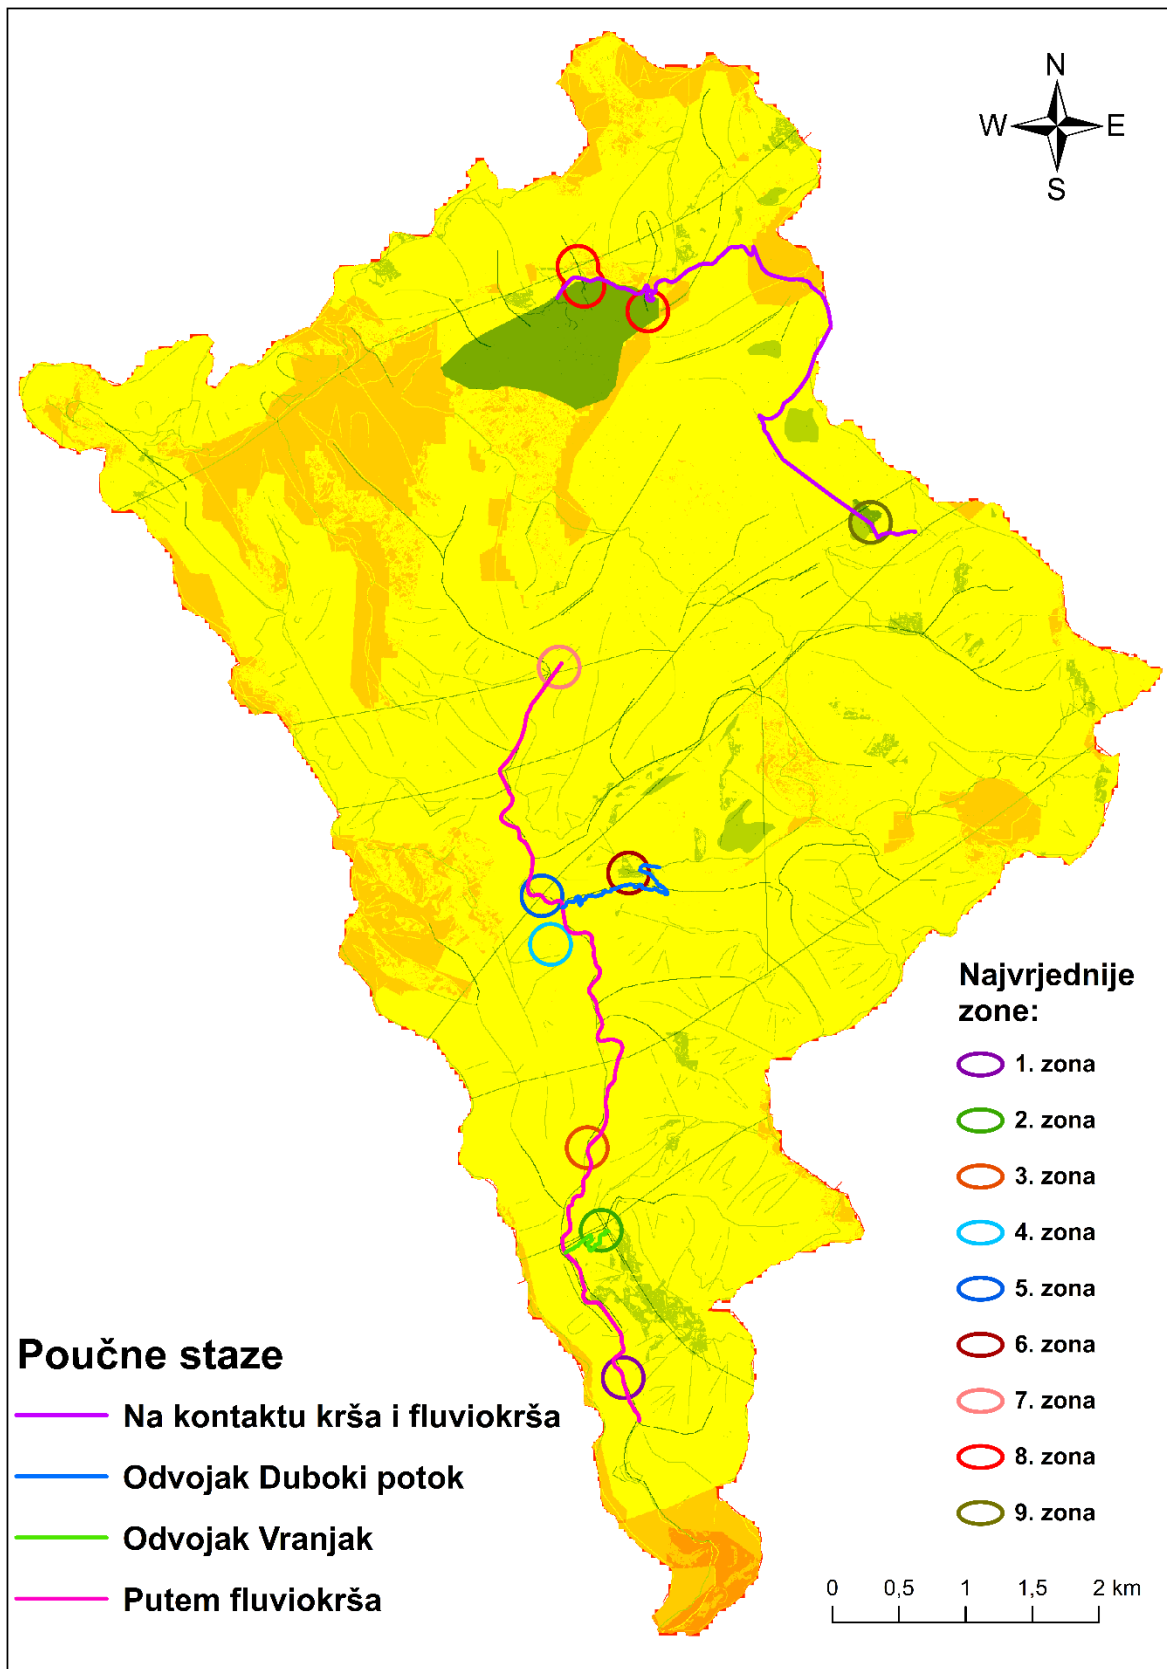 N
W E
S
Najvrjednije
zone:
1. zona
2. zona
3. zona
4. zona
5. zona
6. zona
7. zona
8. zona
9. zona
Poučne staze
Na kontaktu krša i fluviokrša
Odvojak Duboki potok
Odvojak Vranjak
Putem fluviokrša
0 0,5 1 1,5 2 km